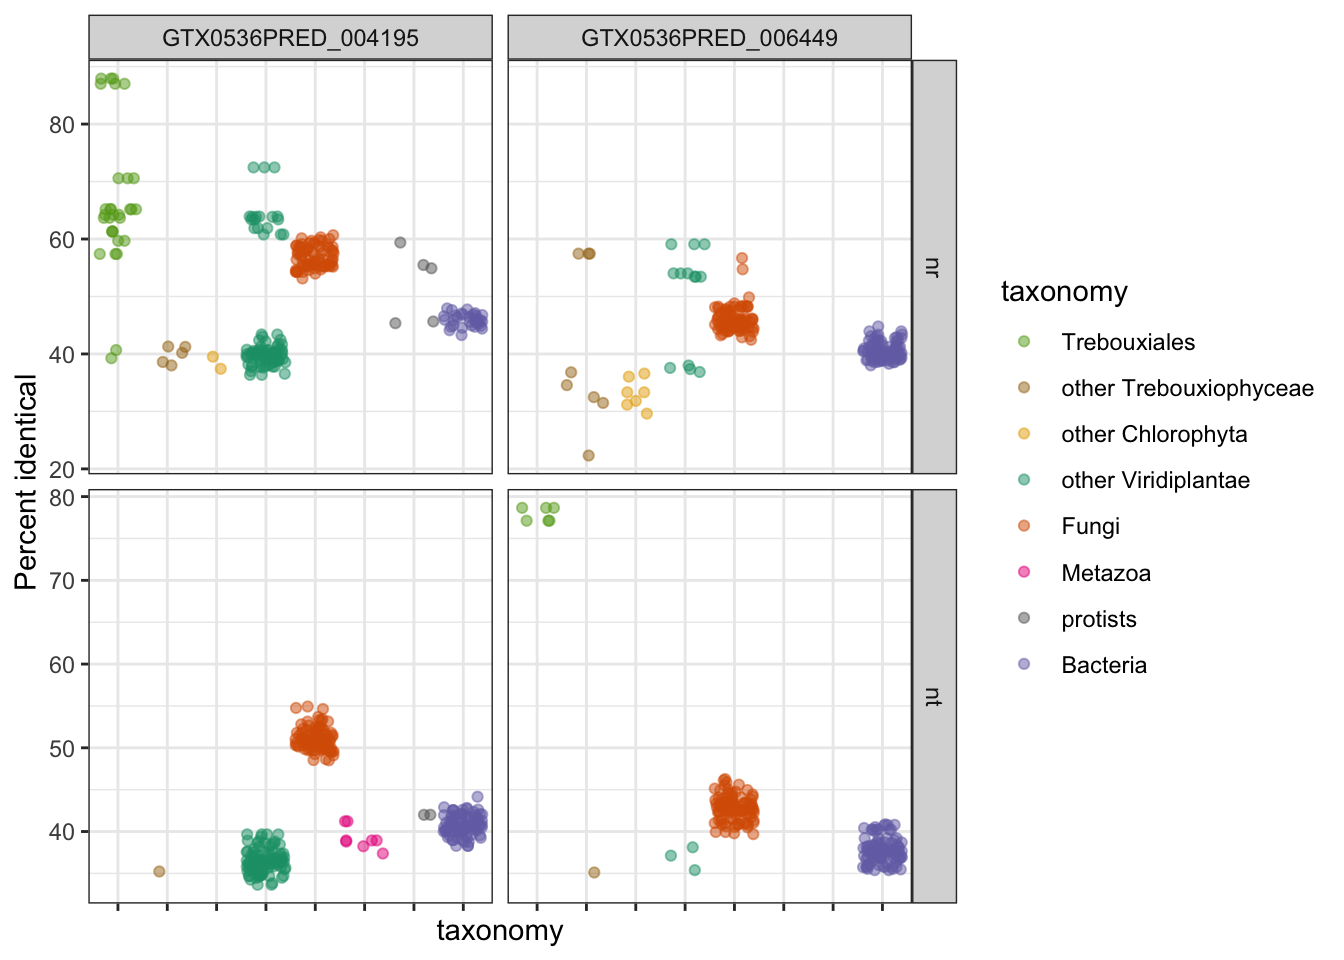 GTX0536PRED_004195
GTX0536PRED_006449
80
60
40
20
nr
80
70
60
50
40
nt
Percent identical
taxonomy
taxonomy
Trebouxiales
other Trebouxiophyceae
other Chlorophyta
other Viridiplantae
Fungi
Metazoa
protists
Bacteria